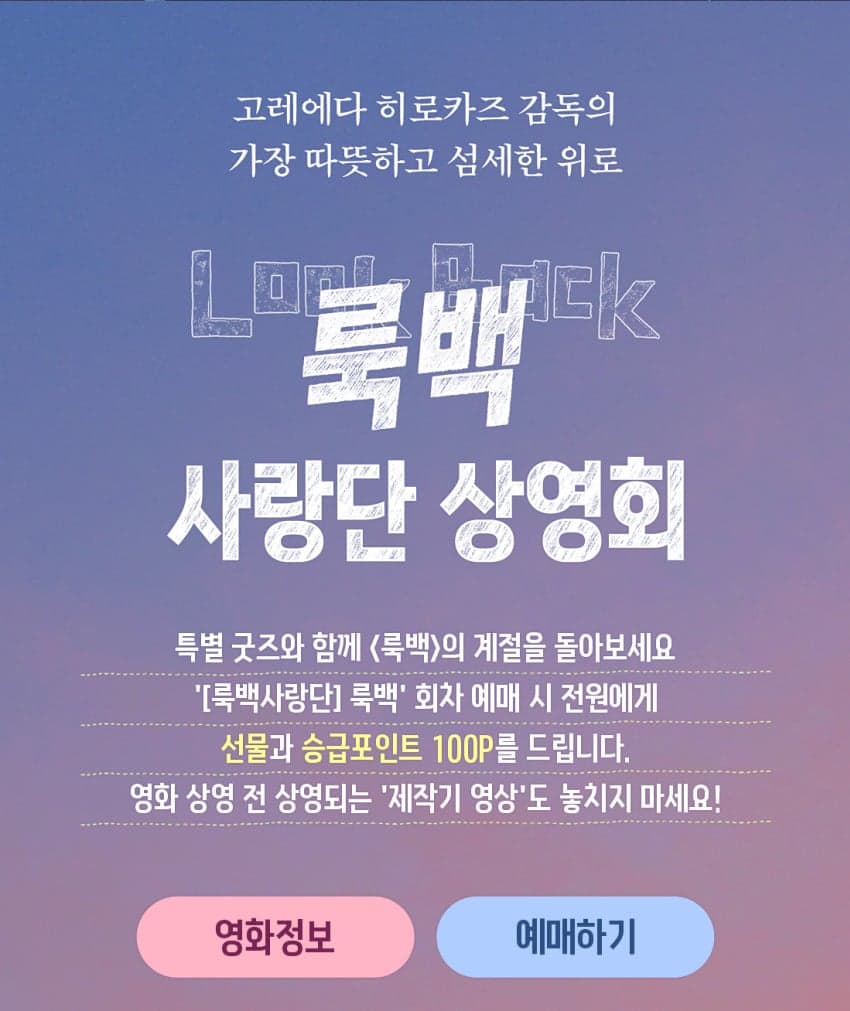 고레에다 히로카즈 감독의
가장 따뜻하고 섬세한 위로
Look Back
룩백
사랑단 상영회
특별 굿즈와 함께 <룩백>의 계절을 돌아보세요
'[룩백사랑단] 룩백' 회차 예매 시 전원에게
선물과 승급포인트 100P를 드립니다.
영화 상영 전 상영되는 '제작기 영상'도 놓치지 마세요!
영화정보 예매하기